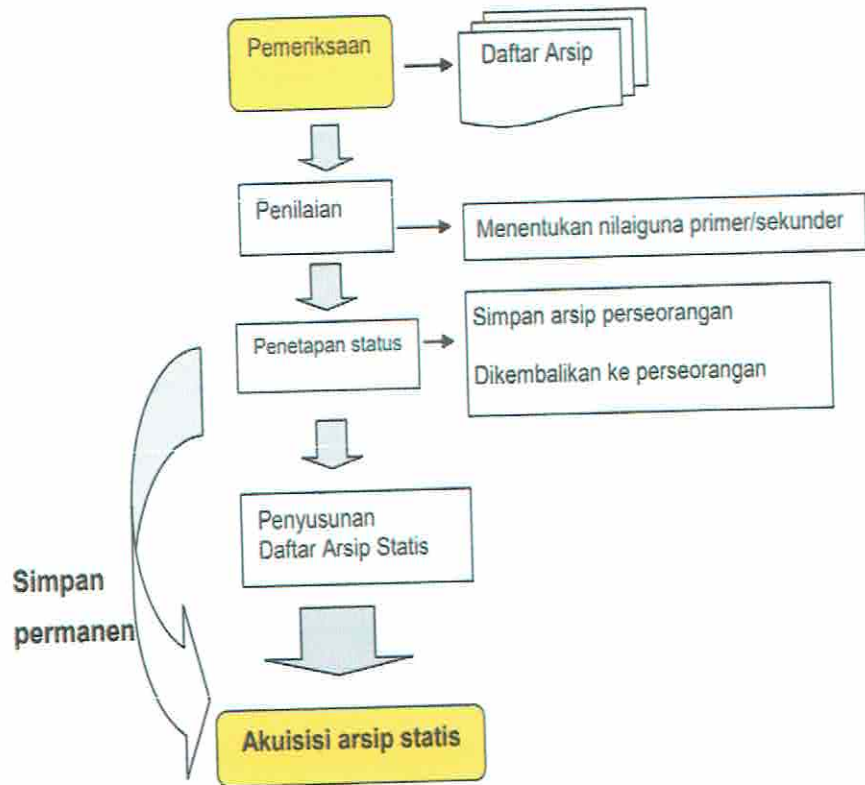 Pemeriksaan
Daftar Arsip
Penilaian
Menentukan nilaiguna primer/sekunder
Penetapan status
Simpan arsip perseorangan
Dikembalikan ke perseorangan
Penyusunan
Daftar Arsip Statis
Simpan
permanen
Akuisisi arsip statis